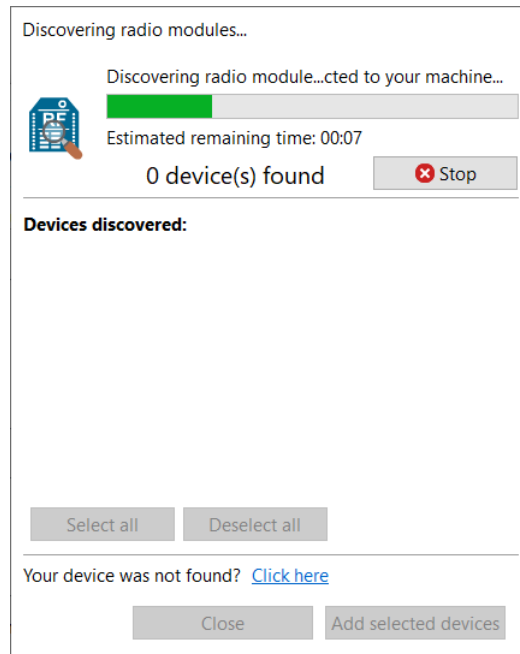 Discovering radio modules...
Discovering radio module...cted to your machine...
RF
Estimated remaining time: 00:07
0 device(s) found
Stop
Devices discovered:
Select all
Deselect all
Your device was not found? Click here
Close
Add selected devices